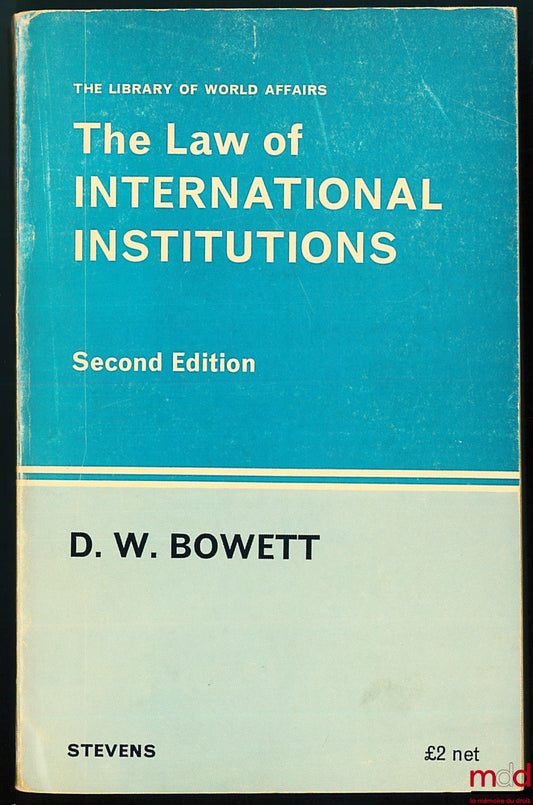 THE LIBRARY OF WORLD AFFAIRS
The Law of
INTERNATIONAL
INSTITUTIONS
Second Edition
D. W. BOWETT
STEVENS
£2 net
mdd
la mémoire du droit